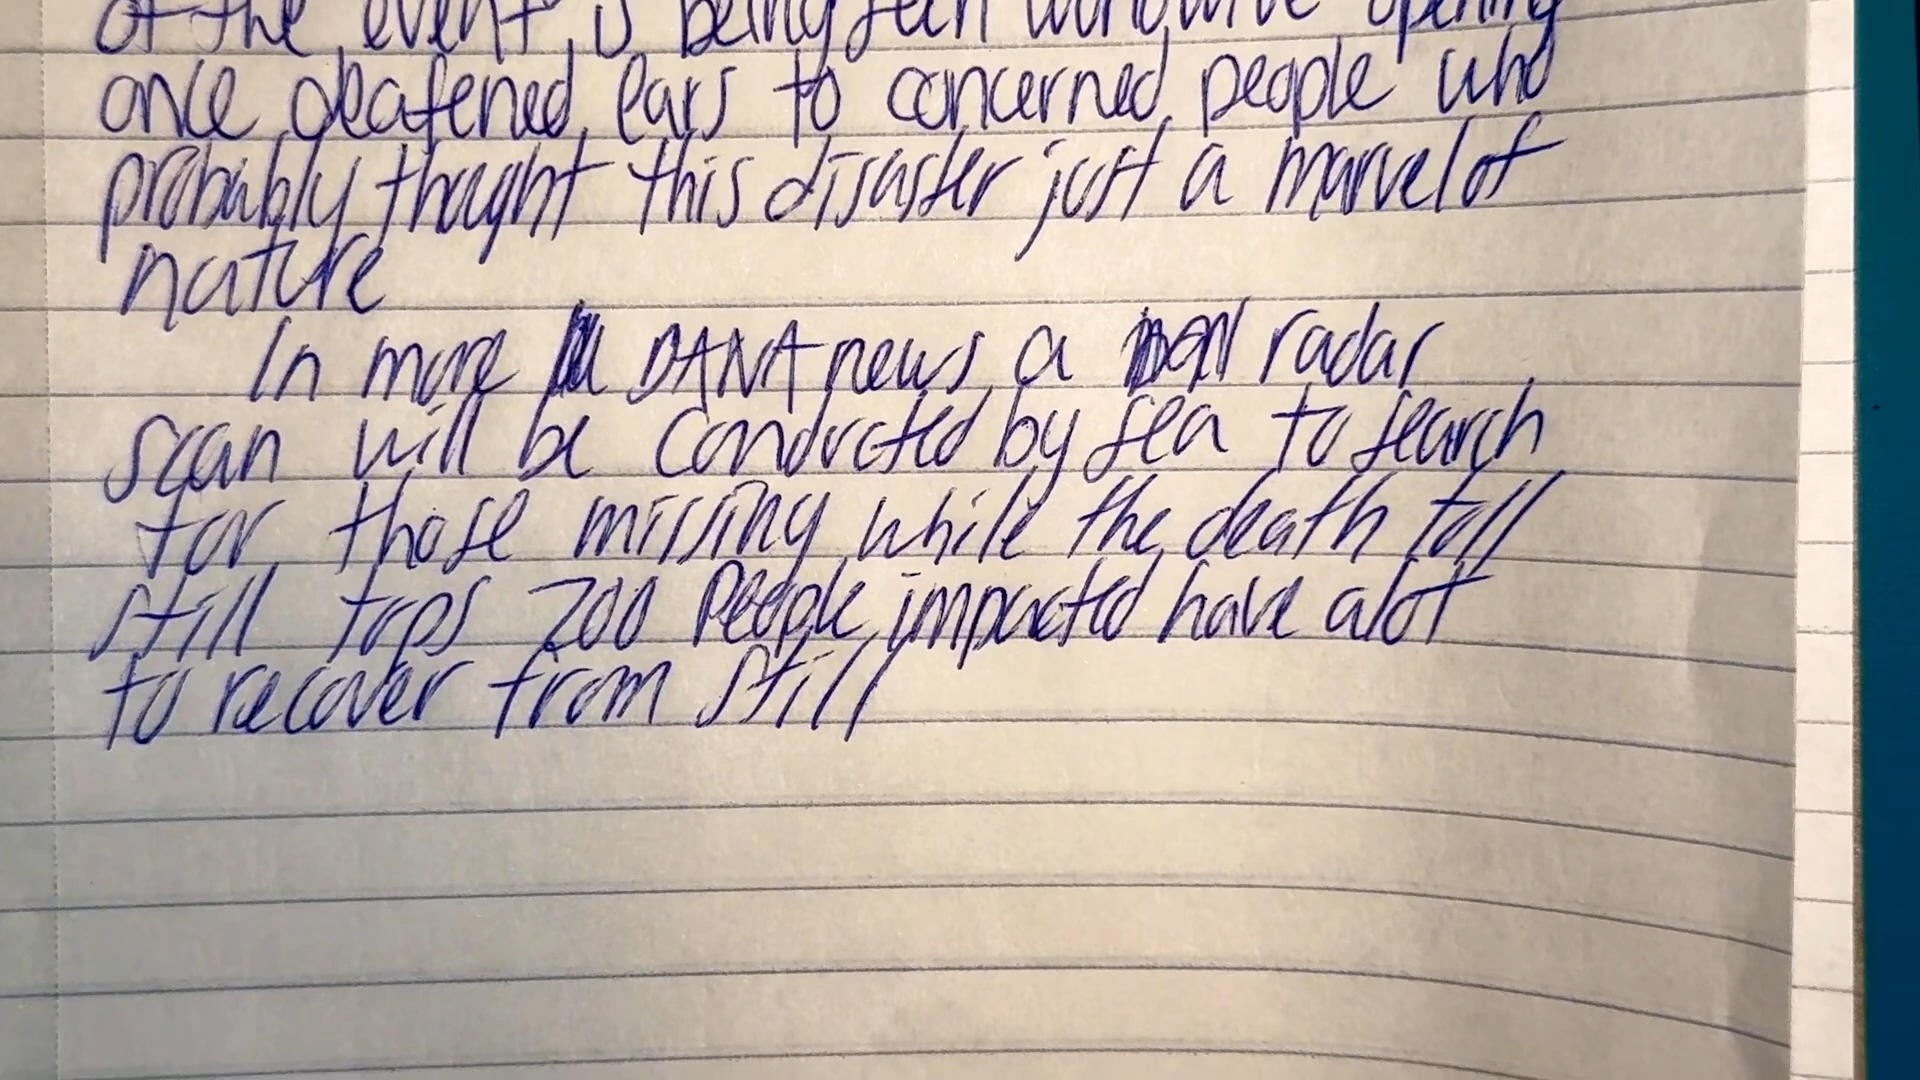 of the event is being seen worldwide opening
once deafened ears to concerned people who
probably thought this disaster just a marvel of
nature
In more DANA news a radar
scan will be conducted by sea to search
for those missing while the death toll
still tops 200 People impacted have alot
to recover from still